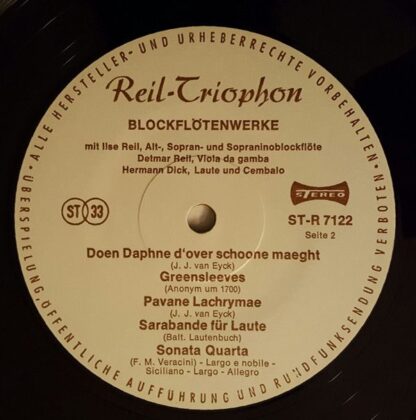 · ALLE HERSTELLER- UND URHEBERRECHTE VORBEHALTEN ·
ÜBERSPIELUNG, ÖFFENTLICHE AUFFÜHRUNG UND RUNDFUNKSENDUNG VERBOTEN
Reil-Triophon
BLOCKFLÖTENWERKE
mit Ilse Reil, Alt-, Sopran- und Sopraninoblockflöte
Detmar Reff, Viola da gamba
Hermann Dick, Laute und Cembalo
ST 33
STEREO
ST-R 7122
Seite 2
Doen Daphne d'over schoone maeght
(J. J. van Eyck)
Greensleeves
(Anonym um 1700)
Pavane Lachrymae
(J. J. van Eyck)
Sarabande für Laute
(Balt. Lautenbuch)
Sonata Quarta
(F. M. Veracini) - Largo e nobile -
Siciliano - Largo - Allegro